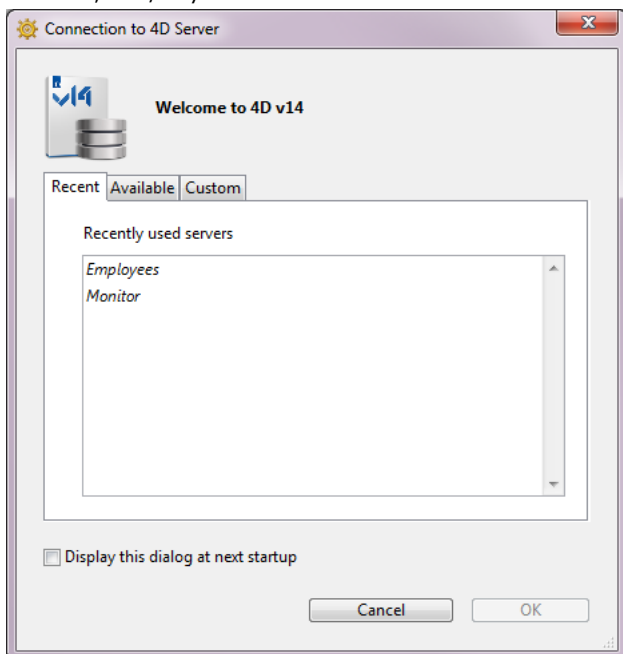 Connection to 4D Server
v14
Welcome to 4D v14
Recent Available Custom
Recently used servers
Employees
Monitor
Display this dialog at next startup
Cancel OK